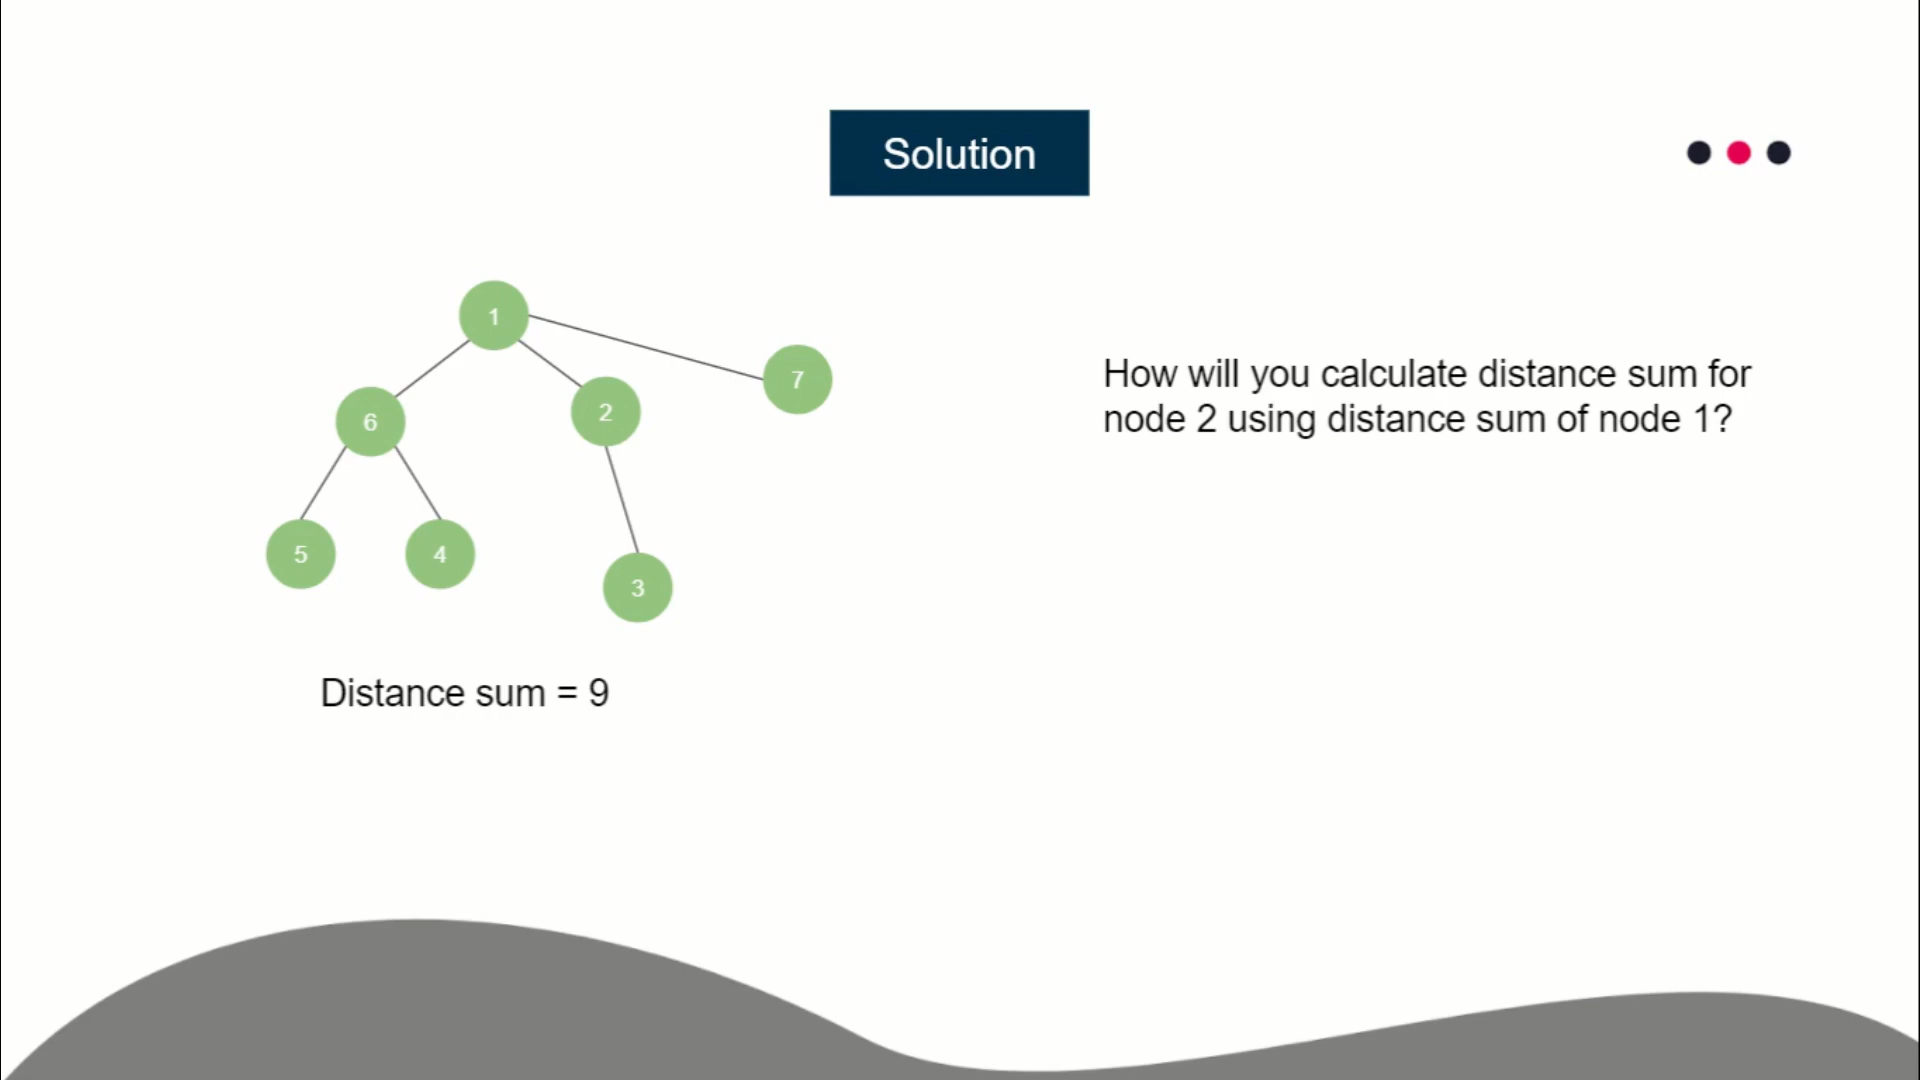 Solution
1
7
2
6
5
4
3
How will you calculate distance sum for
node 2 using distance sum of node 1?
Distance sum = 9